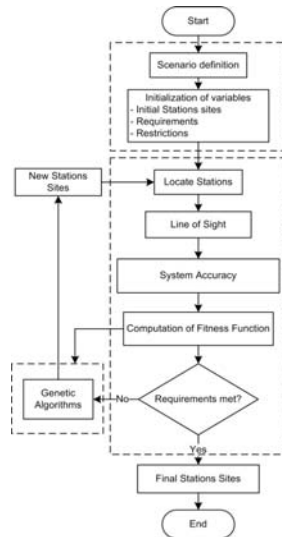 Start
Scenario definition
Initialization of variables
- Initial Stations sites
- Requirements
- Restrictions
New Stations
Sites
Locate Stations
Line of Sight
System Accuracy
Computation of Fitness Function
Genetic
Algorithms
No
Requirements met?
Yes
Final Stations Sites
End